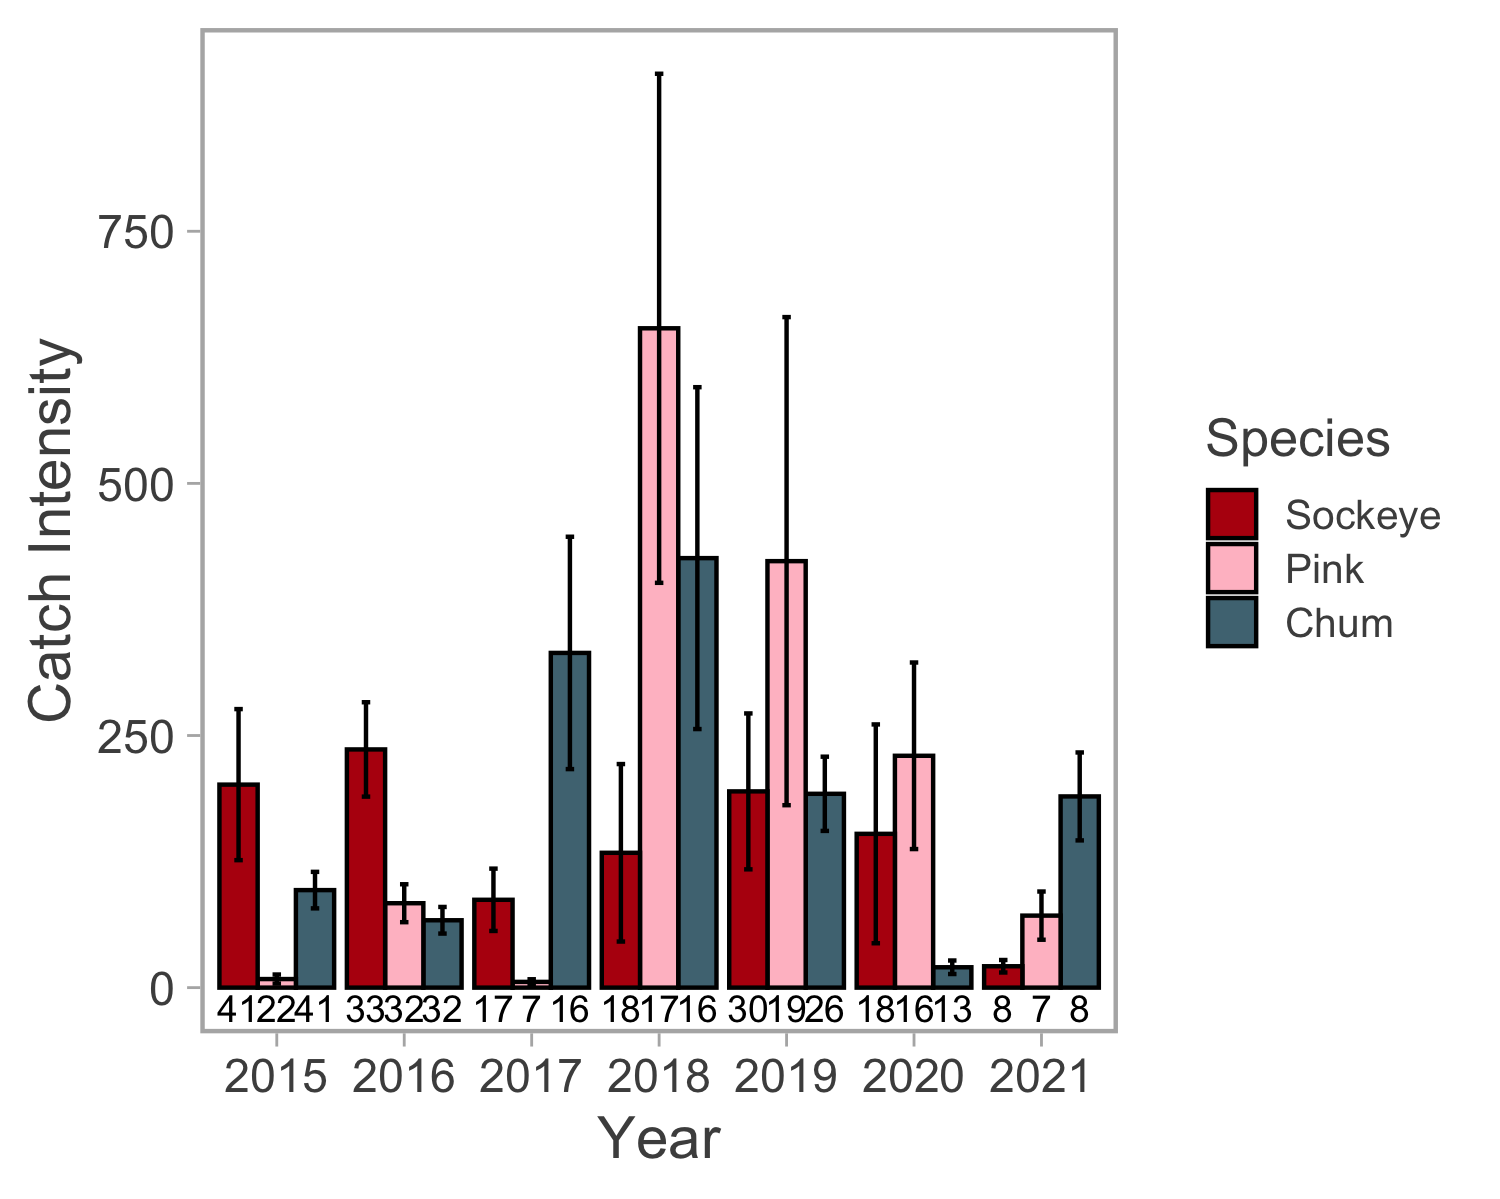 750
500
250
0
Catch Intensity
41 22 41 33 32 32 17 7 16 18 17 16 30 19 26 18 16 13 8 7 8
2015 2016 2017 2018 2019 2020 2021
Year
Species
Sockeye
Pink
Chum